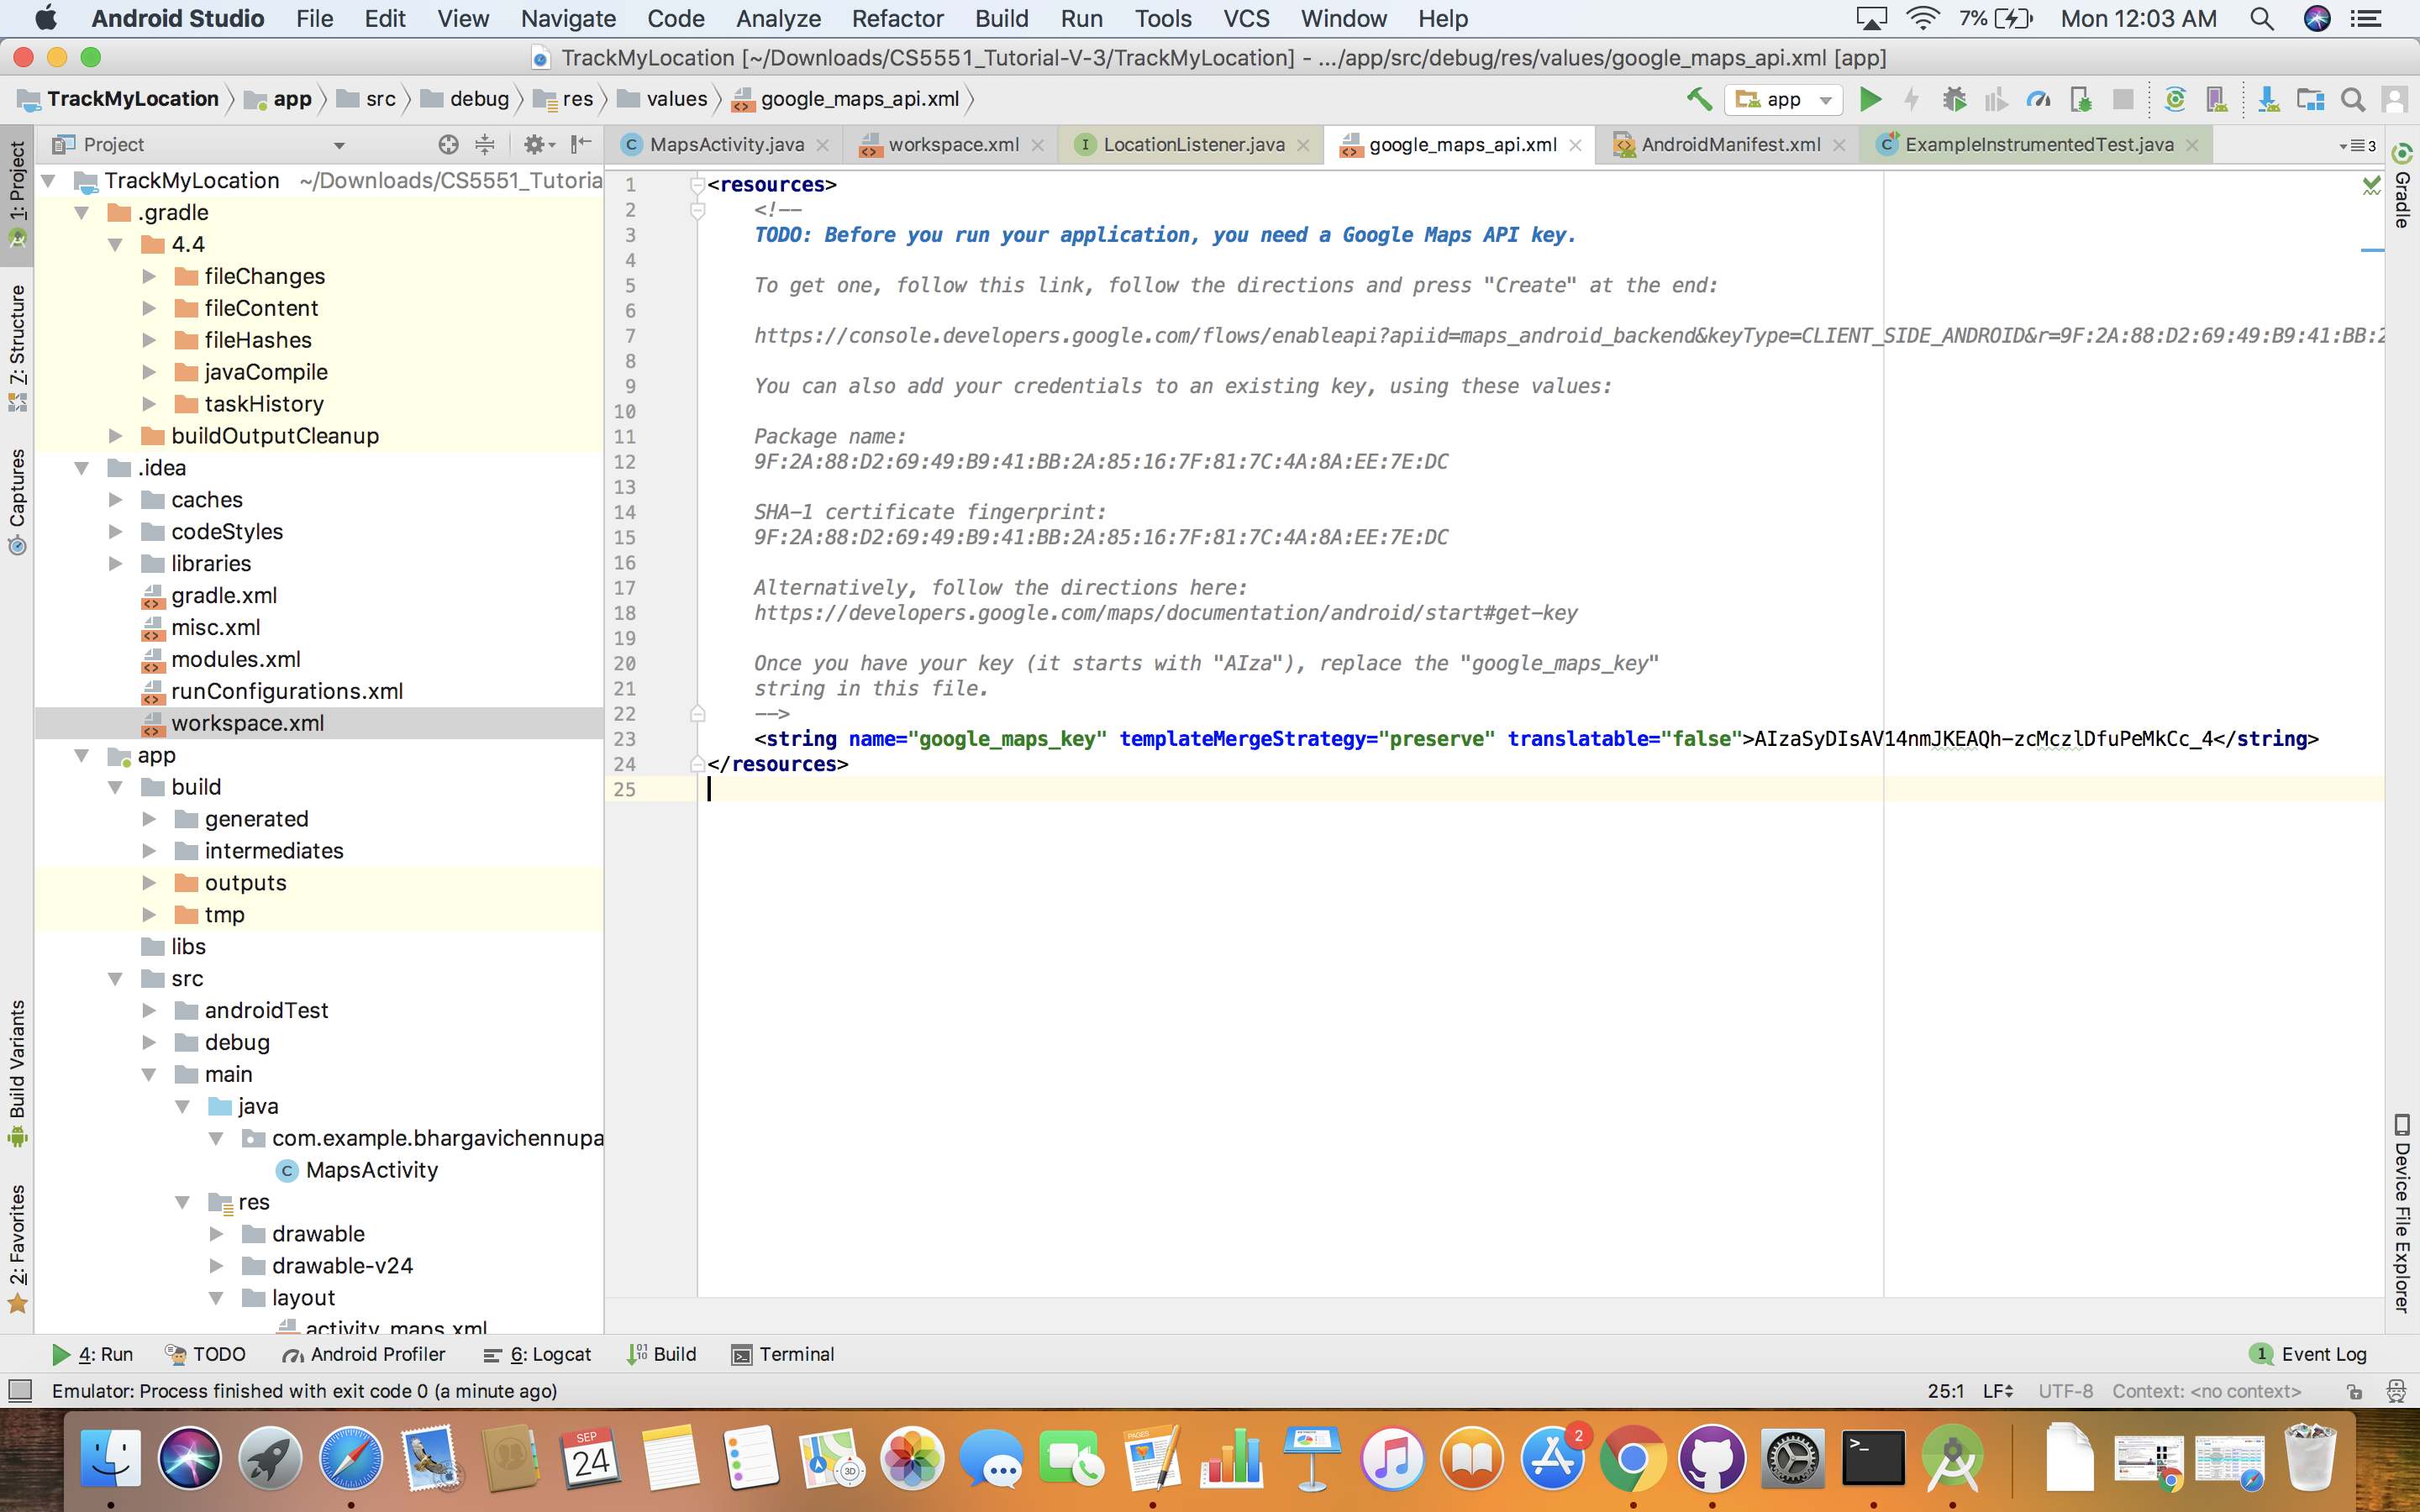 Android Studio File Edit View Navigate Code Analyze Refactor Build Run Tools VCS Window Help 7% Mon 12:03 AM
TrackMyLocation [~/Downloads/CS5551_Tutorial-V-3/TrackMyLocation] - .../app/src/debug/res/values/google_maps_api.xml [app]
TrackMyLocation app src debug res values google_maps_api.xml app
Project MapsActivity.java workspace.xml LocationListener.java google_maps_api.xml AndroidManifest.xml ExampleInstrumentedTest.java 3
1: Project
7: Structure
Captures
Build Variants
2: Favorites
TrackMyLocation ~/Downloads/CS5551_Tutoria
.gradle
4.4
fileChanges
fileContent
fileHashes
javaCompile
taskHistory
buildOutputCleanup
.idea
caches
codeStyles
libraries
gradle.xml
misc.xml
modules.xml
runConfigurations.xml
workspace.xml
app
build
generated
intermediates
outputs
tmp
libs
src
androidTest
debug
main
java
com.example.bhargavichennupa
MapsActivity
res
drawable
drawable-v24
layout
activity_maps.xml
1 <resources>
2 <!--
3 TODO: Before you run your application, you need a Google Maps API key.
4
5 To get one, follow this link, follow the directions and press "Create" at the end:
6
7 https://console.developers.google.com/flows/enableapi?apiid=maps_android_backend&keyType=CLIENT_SIDE_ANDROID&r=9F:2A:88:D2:69:49:B9:41:BB:2
8
9 You can also add your credentials to an existing key, using these values:
10
11 Package name:
12 9F:2A:88:D2:69:49:B9:41:BB:2A:85:16:7F:81:7C:4A:8A:EE:7E:DC
13
14 SHA-1 certificate fingerprint:
15 9F:2A:88:D2:69:49:B9:41:BB:2A:85:16:7F:81:7C:4A:8A:EE:7E:DC
16
17 Alternatively, follow the directions here:
18 https://developers.google.com/maps/documentation/android/start#get-key
19
20 Once you have your key (it starts with "AIza"), replace the "google_maps_key"
21 string in this file.
22 -->
23 <string name="google_maps_key" templateMergeStrategy="preserve" translatable="false">AIzaSyDIsAV14nmJKEAQh-zcMczlDfuPeMkCc_4</string>
24 </resources>
25
Gradle
Device File Explorer
4: Run TODO Android Profiler 6: Logcat Build Terminal 1 Event Log
Emulator: Process finished with exit code 0 (a minute ago) 25:1 LF UTF-8 Context: <no context>
SEP
24
3D
PAGES
2
>_